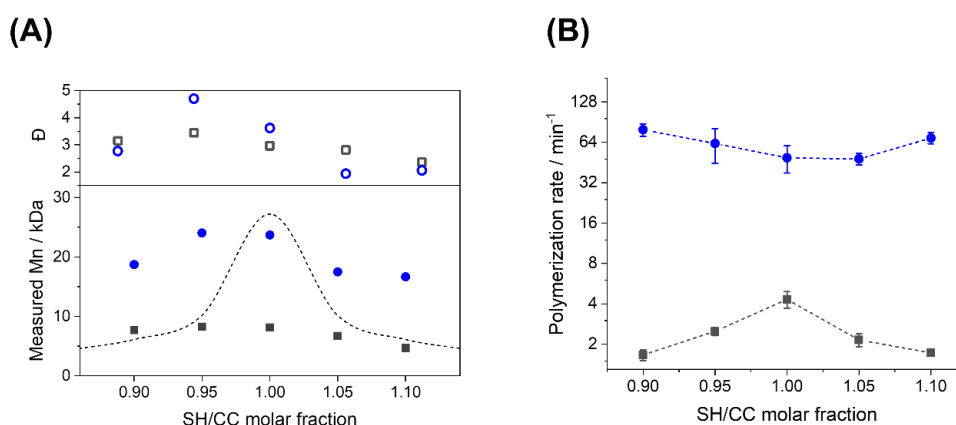 (A)
5
4
3
2
Đ
30
20
10
0
Measured Mn / kDa
0.90 0.95 1.00 1.05 1.10
SH/CC molar fraction
(B)
128
64
32
16
8
4
2
Polymerization rate / min⁻¹
0.90 0.95 1.00 1.05 1.10
SH/CC molar fraction